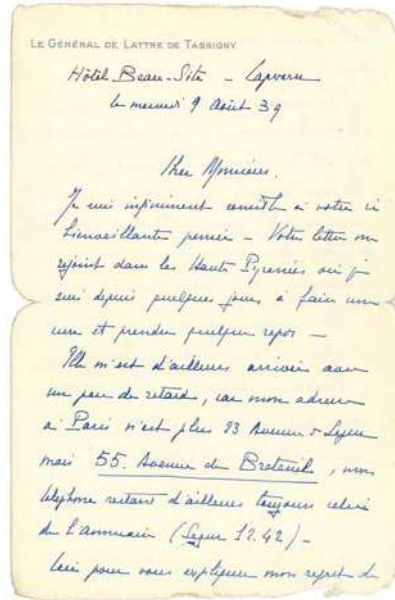 LE GÉNÉRAL DE LATTRE DE TASSIGNY
Hôtel Beau-Site – Capvern
le mercredi 9 Août 39
Cher Monsieur,
Je suis infiniment sensible à votre si
bienveillante pensée – Votre lettre me
rejoint dans les Hautes Pyrénées où je
suis depuis quelques jours à faire une
cure et prendre quelque repos –
Elle m'est d'ailleurs arrivée avec
un peu de retard, car mon adresse
à Paris n'est plus 83 Avenue de Ségur
mais 55. Avenue de Breteuil, mon
téléphone restant d'ailleurs toujours celui
de l'annuaire (Ségur 12.42) –
Ceci pour vous expliquer mon regret de